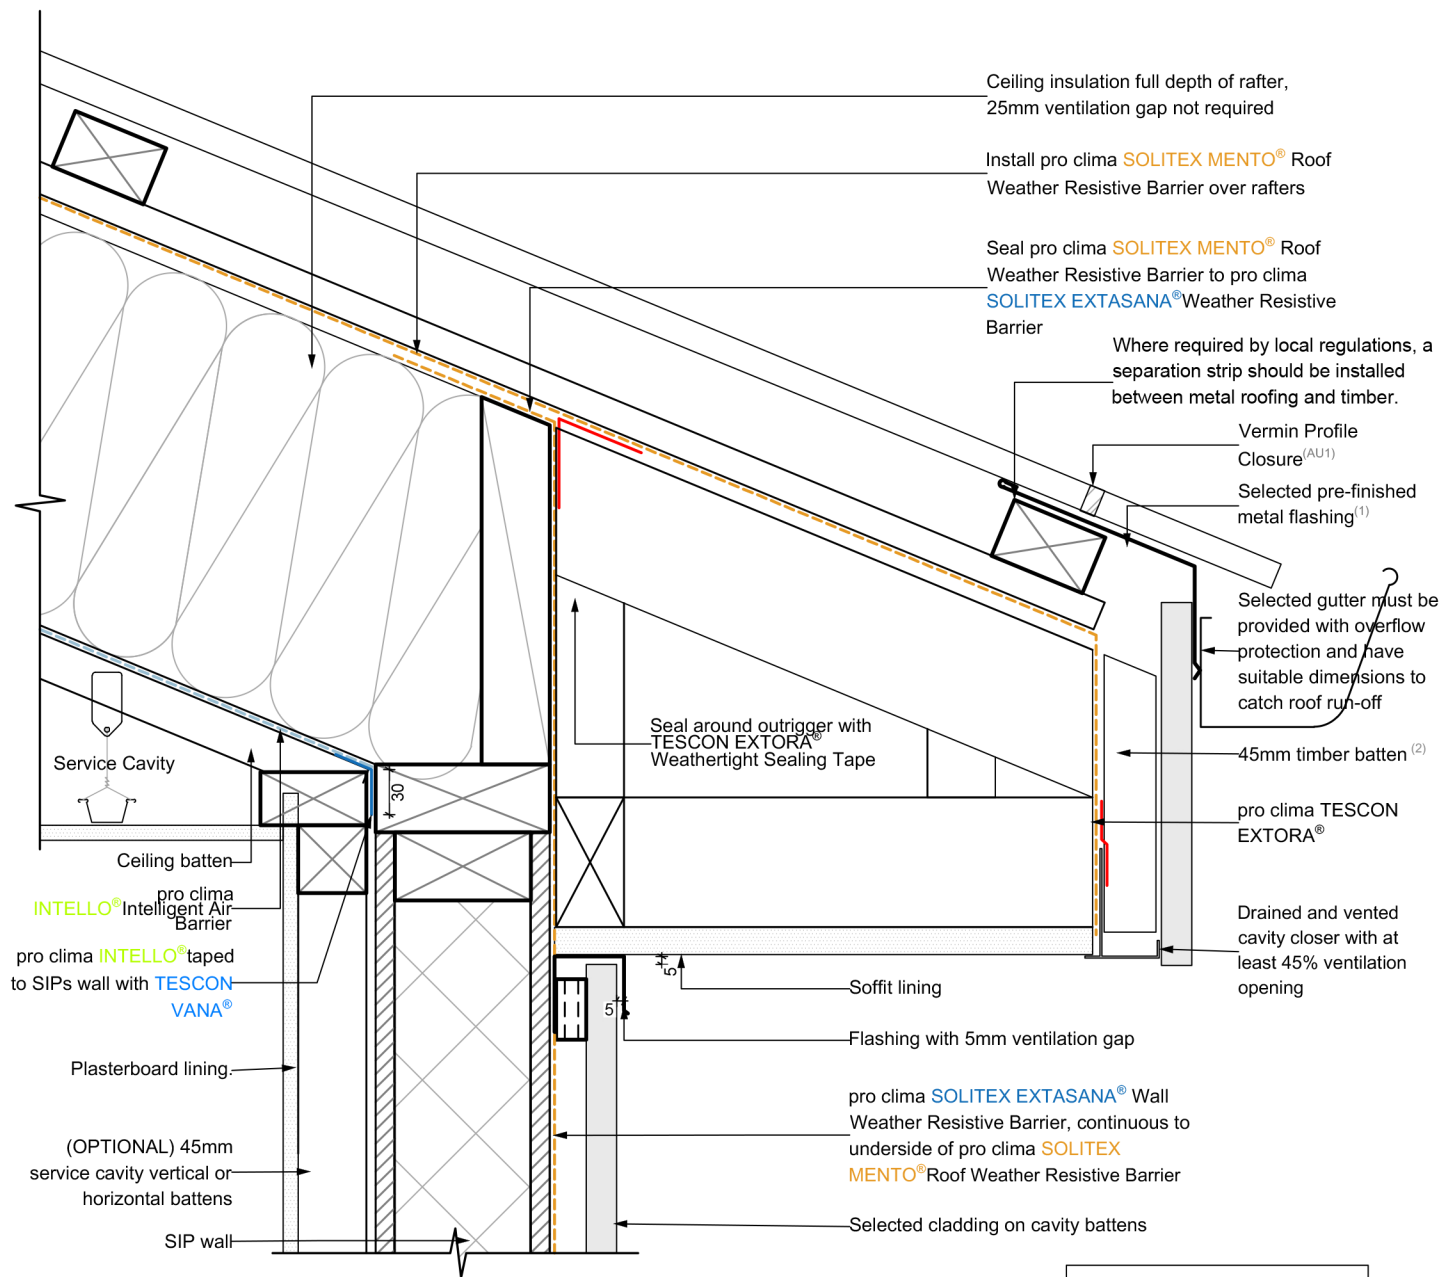 Ceiling insulation full depth of rafter,
25mm ventilation gap not required
Install pro clima SOLITEX MENTO® Roof
Weather Resistive Barrier over rafters
Seal pro clima SOLITEX MENTO® Roof
Weather Resistive Barrier to pro clima
SOLITEX EXTASANA®Weather Resistive
Barrier
Where required by local regulations, a
separation strip should be installed
between metal roofing and timber.
Vermin Profile
Closure(AU1)
Selected pre-finished
metal flashing(1)
Selected gutter must be
provided with overflow
protection and have
suitable dimensions to
catch roof run-off
45mm timber batten (2)
pro clima TESCON
EXTORA®
Drained and vented
cavity closer with at
least 45% ventilation
opening
Seal around outrigger with
TESCON EXTORA®
Weathertight Sealing Tape
Service Cavity
30
Ceiling batten
pro clima
INTELLO®Intelligent Air
Barrier
pro clima INTELLO®taped
to SIPs wall with TESCON
VANA®
Plasterboard lining.
(OPTIONAL) 45mm
service cavity vertical or
horizontal battens
SIP wall
5
5
Soffit lining
Flashing with 5mm ventilation gap
pro clima SOLITEX EXTASANA® Wall
Weather Resistive Barrier, continuous to
underside of pro clima SOLITEX
MENTO®Roof Weather Resistive Barrier
Selected cladding on cavity battens